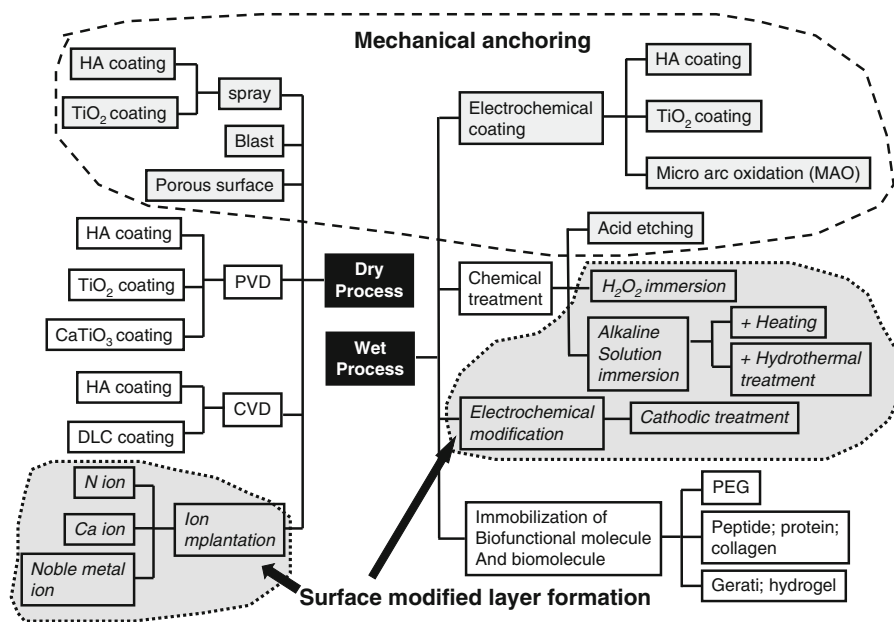 Mechanical anchoring
HA coating
TiO₂ coating
spray
Blast
Porous surface
HA coating
TiO₂ coating
CaTiO₃ coating
PVD
HA coating
DLC coating
CVD
N ion
Ca ion
Noble metal
ion
Ion
mplantation
Dry
Process
Wet
Process
Electrochemical
coating
HA coating
TiO₂ coating
Micro arc oxidation (MAO)
Chemical
treatment
Acid etching
H₂O₂ immersion
Alkaline
Solution
immersion
+ Heating
+ Hydrothermal
treatment
Electrochemical
modification
Cathodic treatment
Immobilization of
Biofunctional molecule
And biomolecule
PEG
Peptide; protein;
collagen
Gerati; hydrogel
Surface modified layer formation